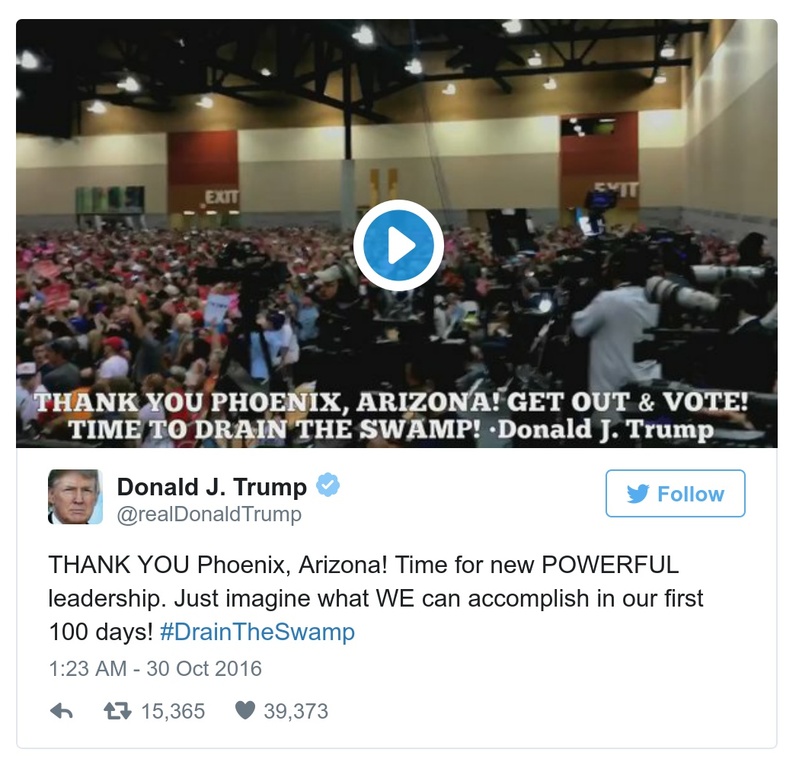 EXIT
EXIT
THANK YOU PHOENIX, ARIZONA! GET OUT & VOTE!
TIME TO DRAIN THE SWAMP! •Donald J. Trump
Donald J. Trump
@realDonaldTrump
Follow
THANK YOU Phoenix, Arizona! Time for new POWERFUL
leadership. Just imagine what WE can accomplish in our first
100 days! #DrainTheSwamp
1:23 AM - 30 Oct 2016
15,365 39,373